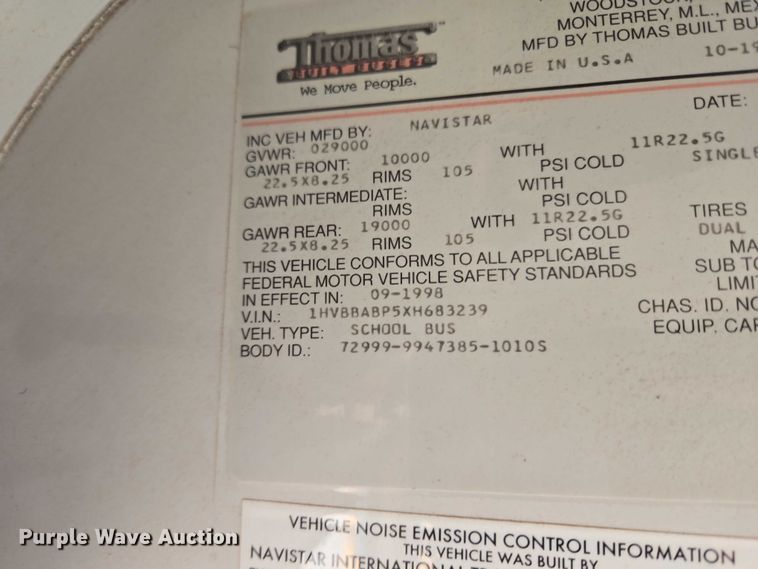 WOODSTOCK,
MONTERREY, M.L., MEX
MFD BY THOMAS BUILT BU
Thomas
BUILT BUSES
We Move People.
MADE IN U.S.A 10-19
DATE:
INC VEH MFD BY: NAVISTAR
GVWR: 029000
GAWR FRONT: 10000 WITH 11R22.5G
22.5X8.25 RIMS 105 PSI COLD SINGLE
GAWR INTERMEDIATE: WITH
RIMS PSI COLD
GAWR REAR: 19000 WITH 11R22.5G TIRES
22.5X8.25 RIMS 105 PSI COLD DUAL
THIS VEHICLE CONFORMS TO ALL APPLICABLE MA
FEDERAL MOTOR VEHICLE SAFETY STANDARDS SUB TO
IN EFFECT IN: 09-1998 LIMI
V.I.N.: 1HVBBABP5XH683239 CHAS. ID. NO
VEH. TYPE: SCHOOL BUS EQUIP. CAP
BODY ID.: 72999-9947385-1010S
VEHICLE NOISE EMISSION CONTROL INFORMATION
THIS VEHICLE WAS BUILT BY
NAVISTAR INTERNATIONAL
Purple Wave Auction